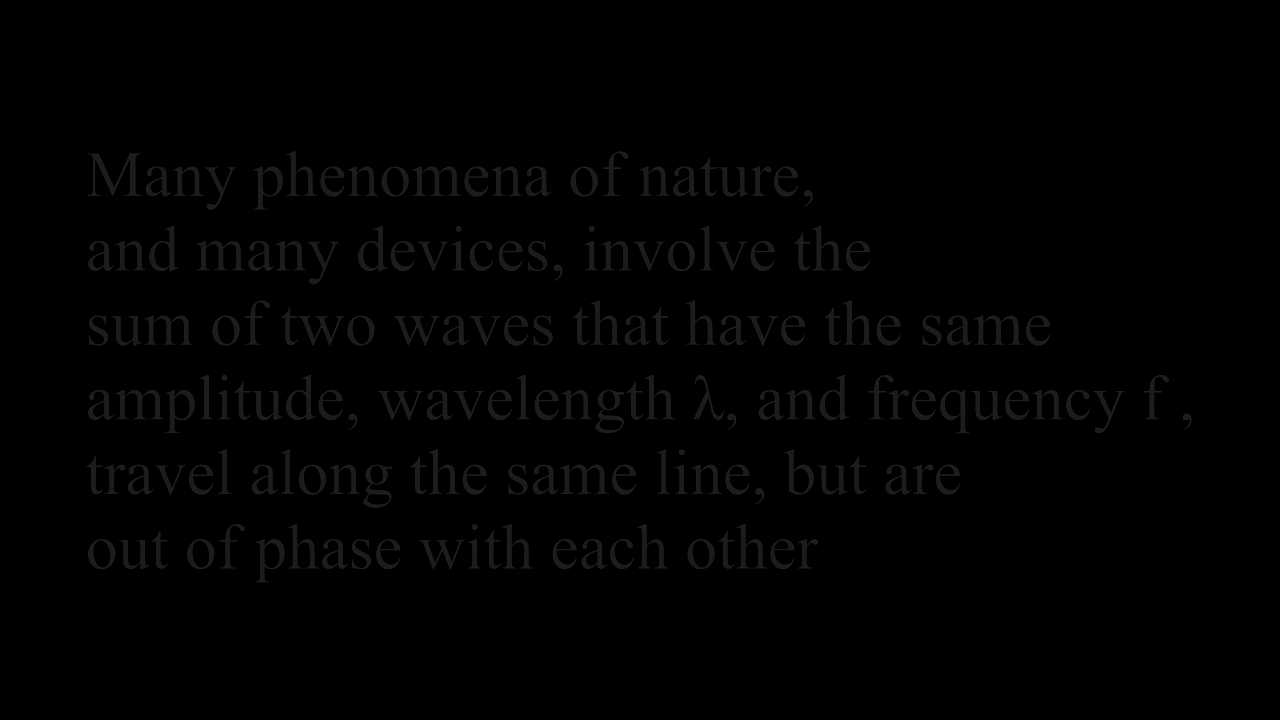 Many phenomena of nature,
and many devices, involve the
sum of two waves that have the same
amplitude, wavelength λ, and frequency f ,
travel along the same line, but are
out of phase with each other